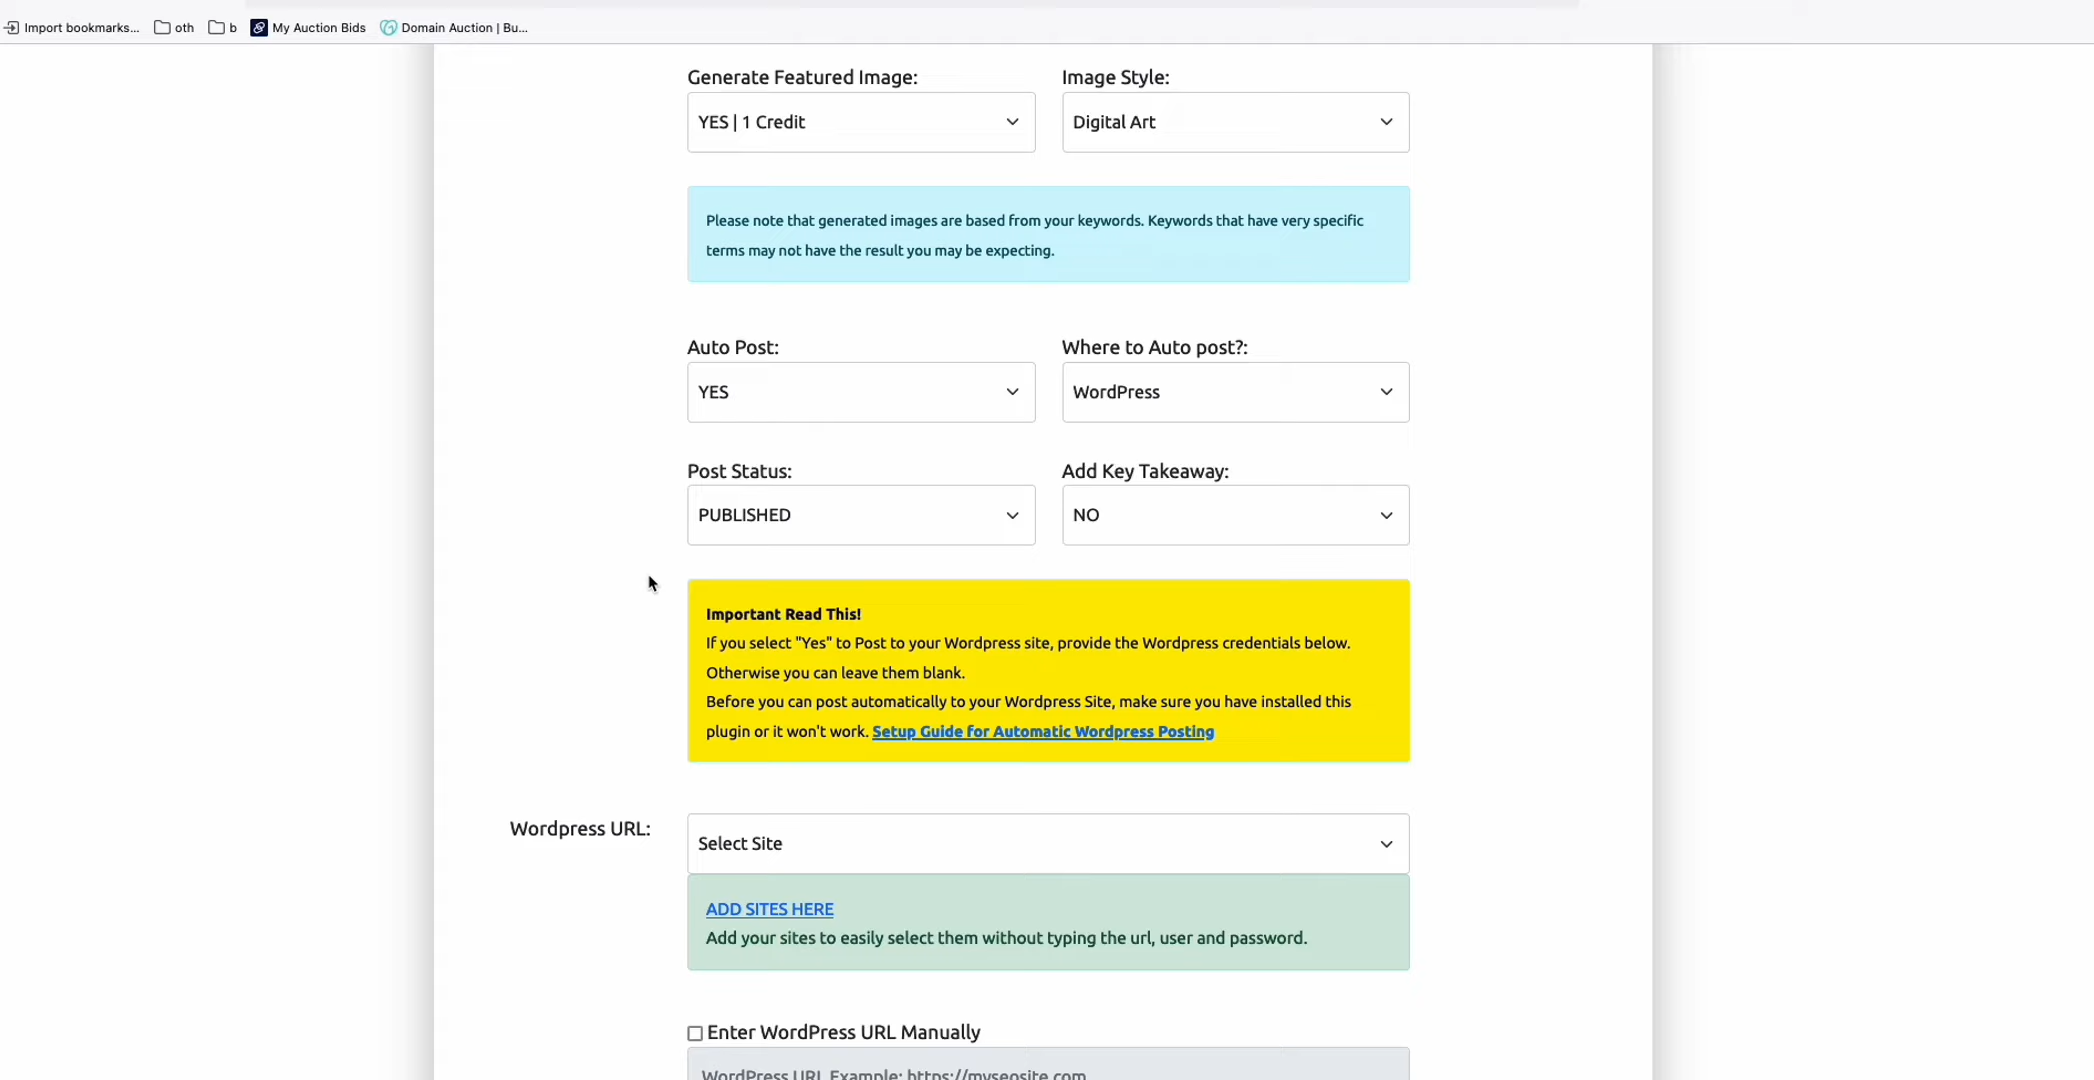 Import bookmarks... oth b My Auction Bids Domain Auction | Bu...
Generate Featured Image: Image Style:
YES | 1 Credit Digital Art
Please note that generated images are based from your keywords. Keywords that have very specific
terms may not have the result you may be expecting.
Auto Post: Where to Auto post?:
YES WordPress
Post Status: Add Key Takeaway:
PUBLISHED NO
Important Read This!
If you select "Yes" to Post to your Wordpress site, provide the Wordpress credentials below.
Otherwise you can leave them blank.
Before you can post automatically to your Wordpress Site, make sure you have installed this
plugin or it won't work. Setup Guide for Automatic Wordpress Posting
Wordpress URL: Select Site
ADD SITES HERE
Add your sites to easily select them without typing the url, user and password.
Enter WordPress URL Manually
WordPress URL Example: https://myseosite.com